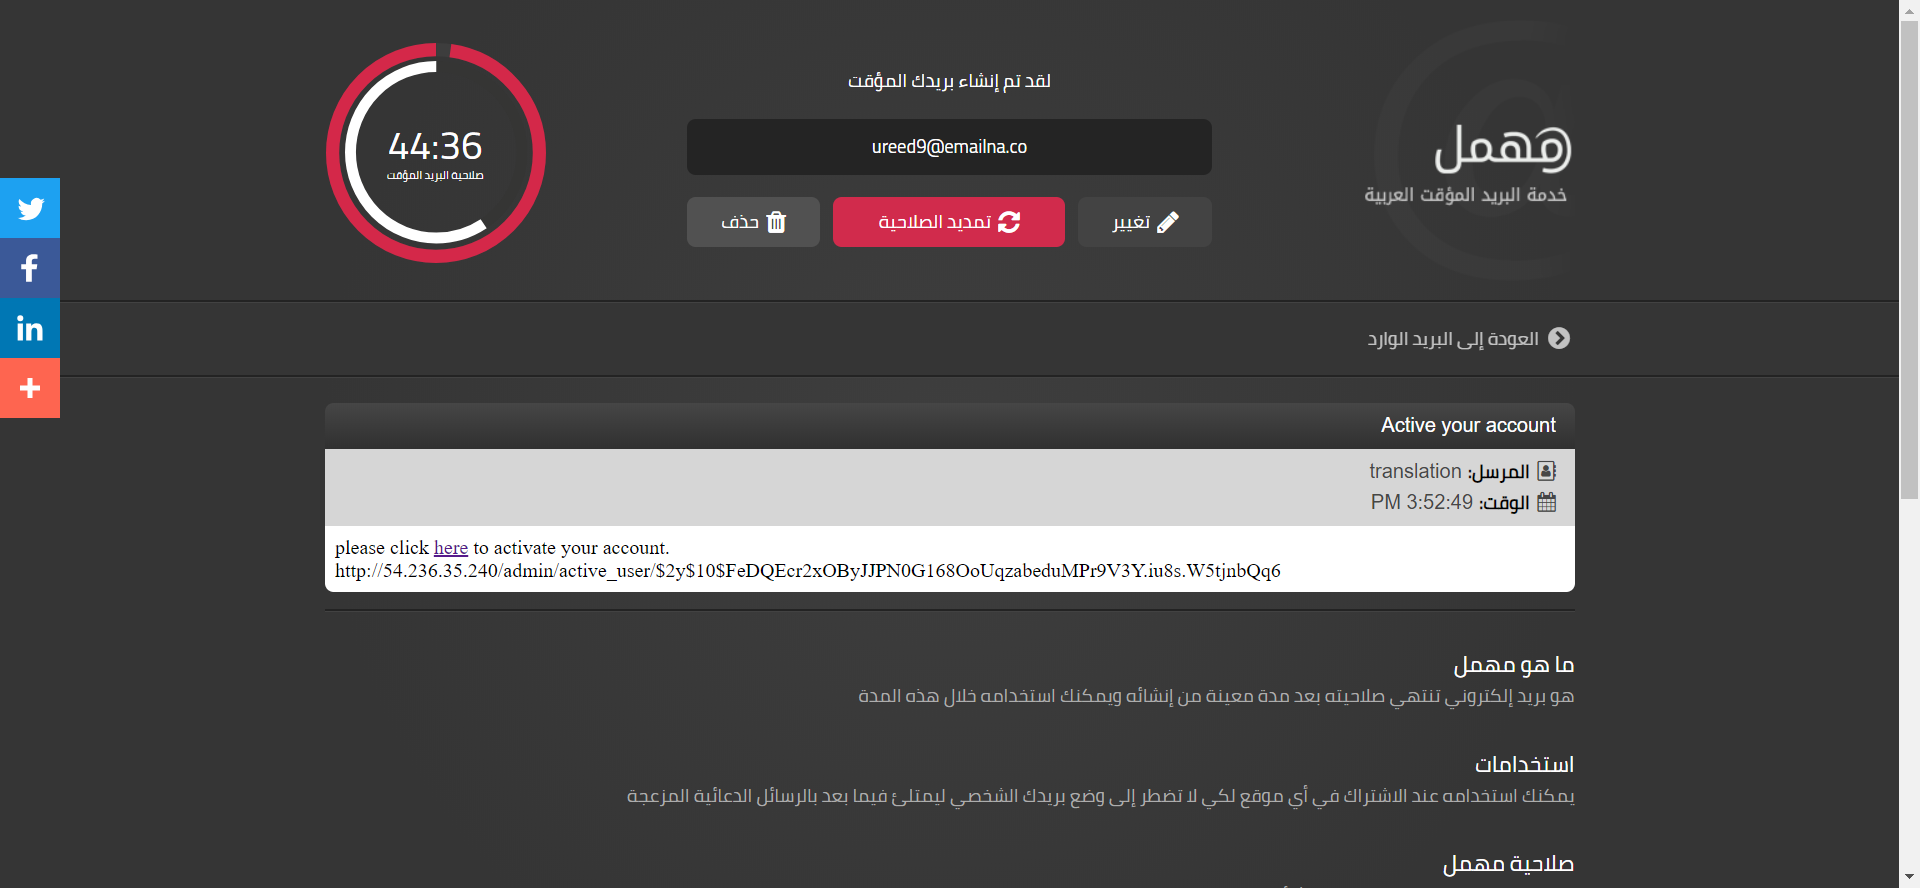 مهمل
خدمة البريد المؤقت العربية
لقد تم إنشاء بريدك المؤقت
ureed9@emailna.co
تغيير
تمديد الصلاحية
حذف
44:36
صلاحية البريد المؤقت
العودة إلى البريد الوارد
Active your account
المرسل: translation
الوقت: 3:52:49 PM
please click here to activate your account.
http://54.236.35.240/admin/active_user/$2y$10$FeDQEcr2xOByJJPN0G168OoUqzabeduMPr9V3Y.iu8s.W5tjnbQq6
ما هو مهمل
هو بريد إلكتروني تنتهي صلاحيته بعد مدة معينة من إنشائه ويمكنك استخدامه خلال هذه المدة
استخدامات
يمكنك استخدامه عند الاشتراك في أي موقع لكي لا تضطر إلى وضع بريدك الشخصي ليمتلئ فيما بعد بالرسائل الدعائية المزعجة
صلاحية مهمل